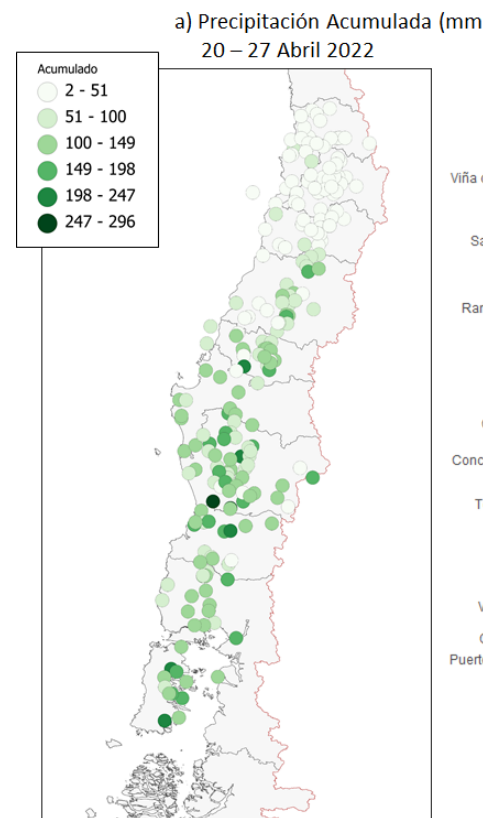 a) Precipitación Acumulada (mm
20 – 27 Abril 2022
Acumulado
2 - 51
51 - 100
100 - 149
149 - 198
198 - 247
247 - 296
Viña
Sa
Ran
Conc
T
V
Puerto